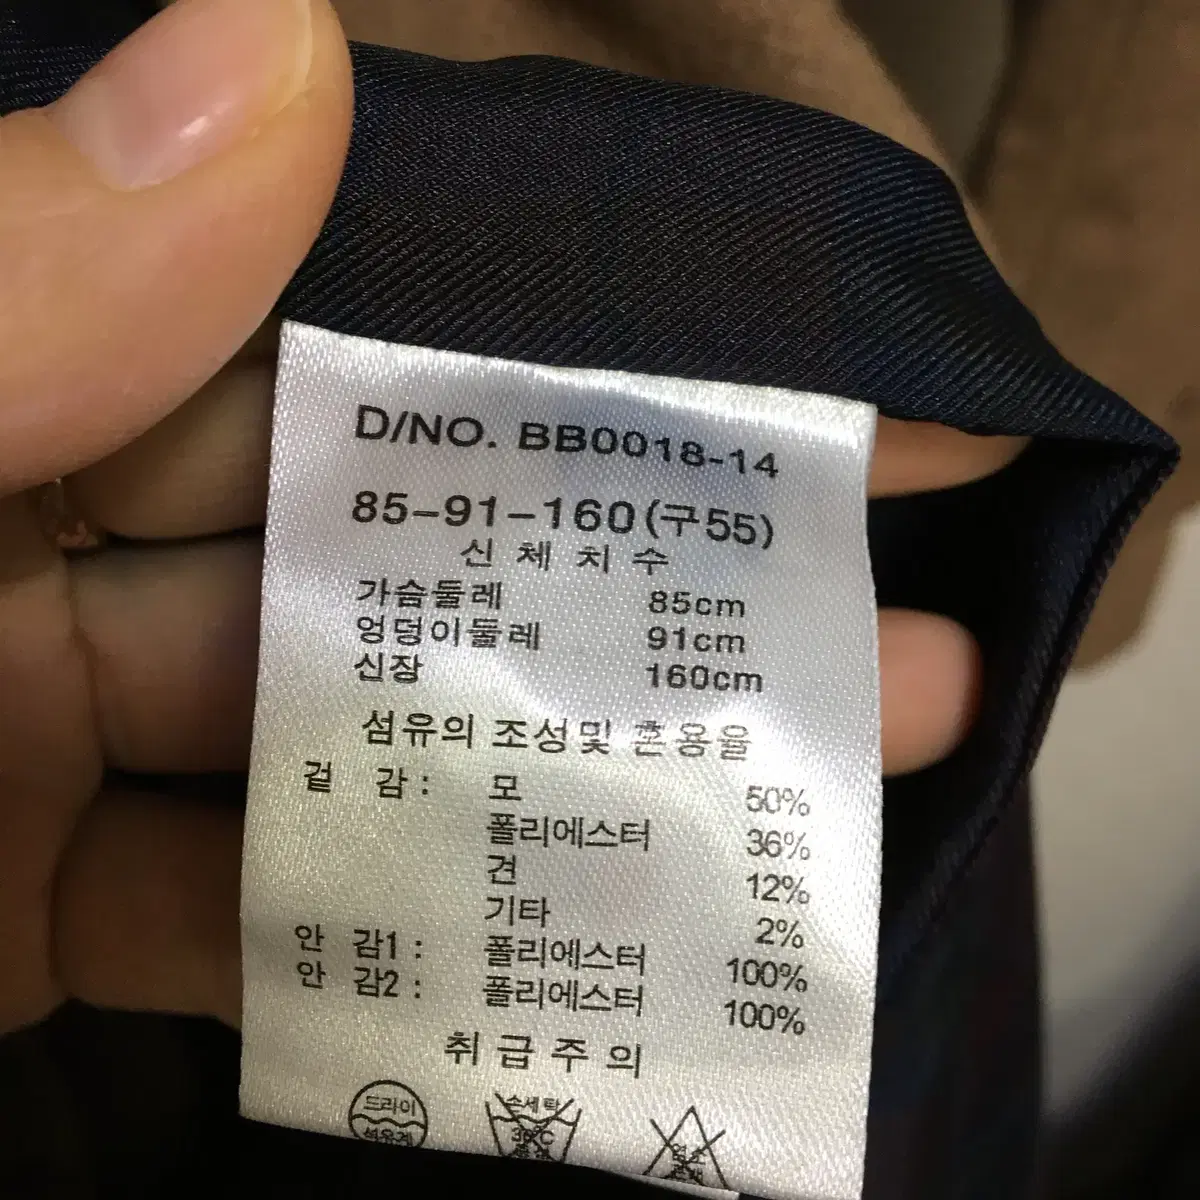 D/NO. BB0018-14
85-91-160(구55)
신 체 치 수
가슴둘레 85cm
엉덩이둘레 91cm
신장 160cm
섬유의 조성및 혼용율
겉 감 : 모 50%
폴리에스터 36%
견 12%
기타 2%
안 감1 : 폴리에스터 100%
안 감2 : 폴리에스터 100%
취 급 주 의
드라이 손세탁
석유계 30℃